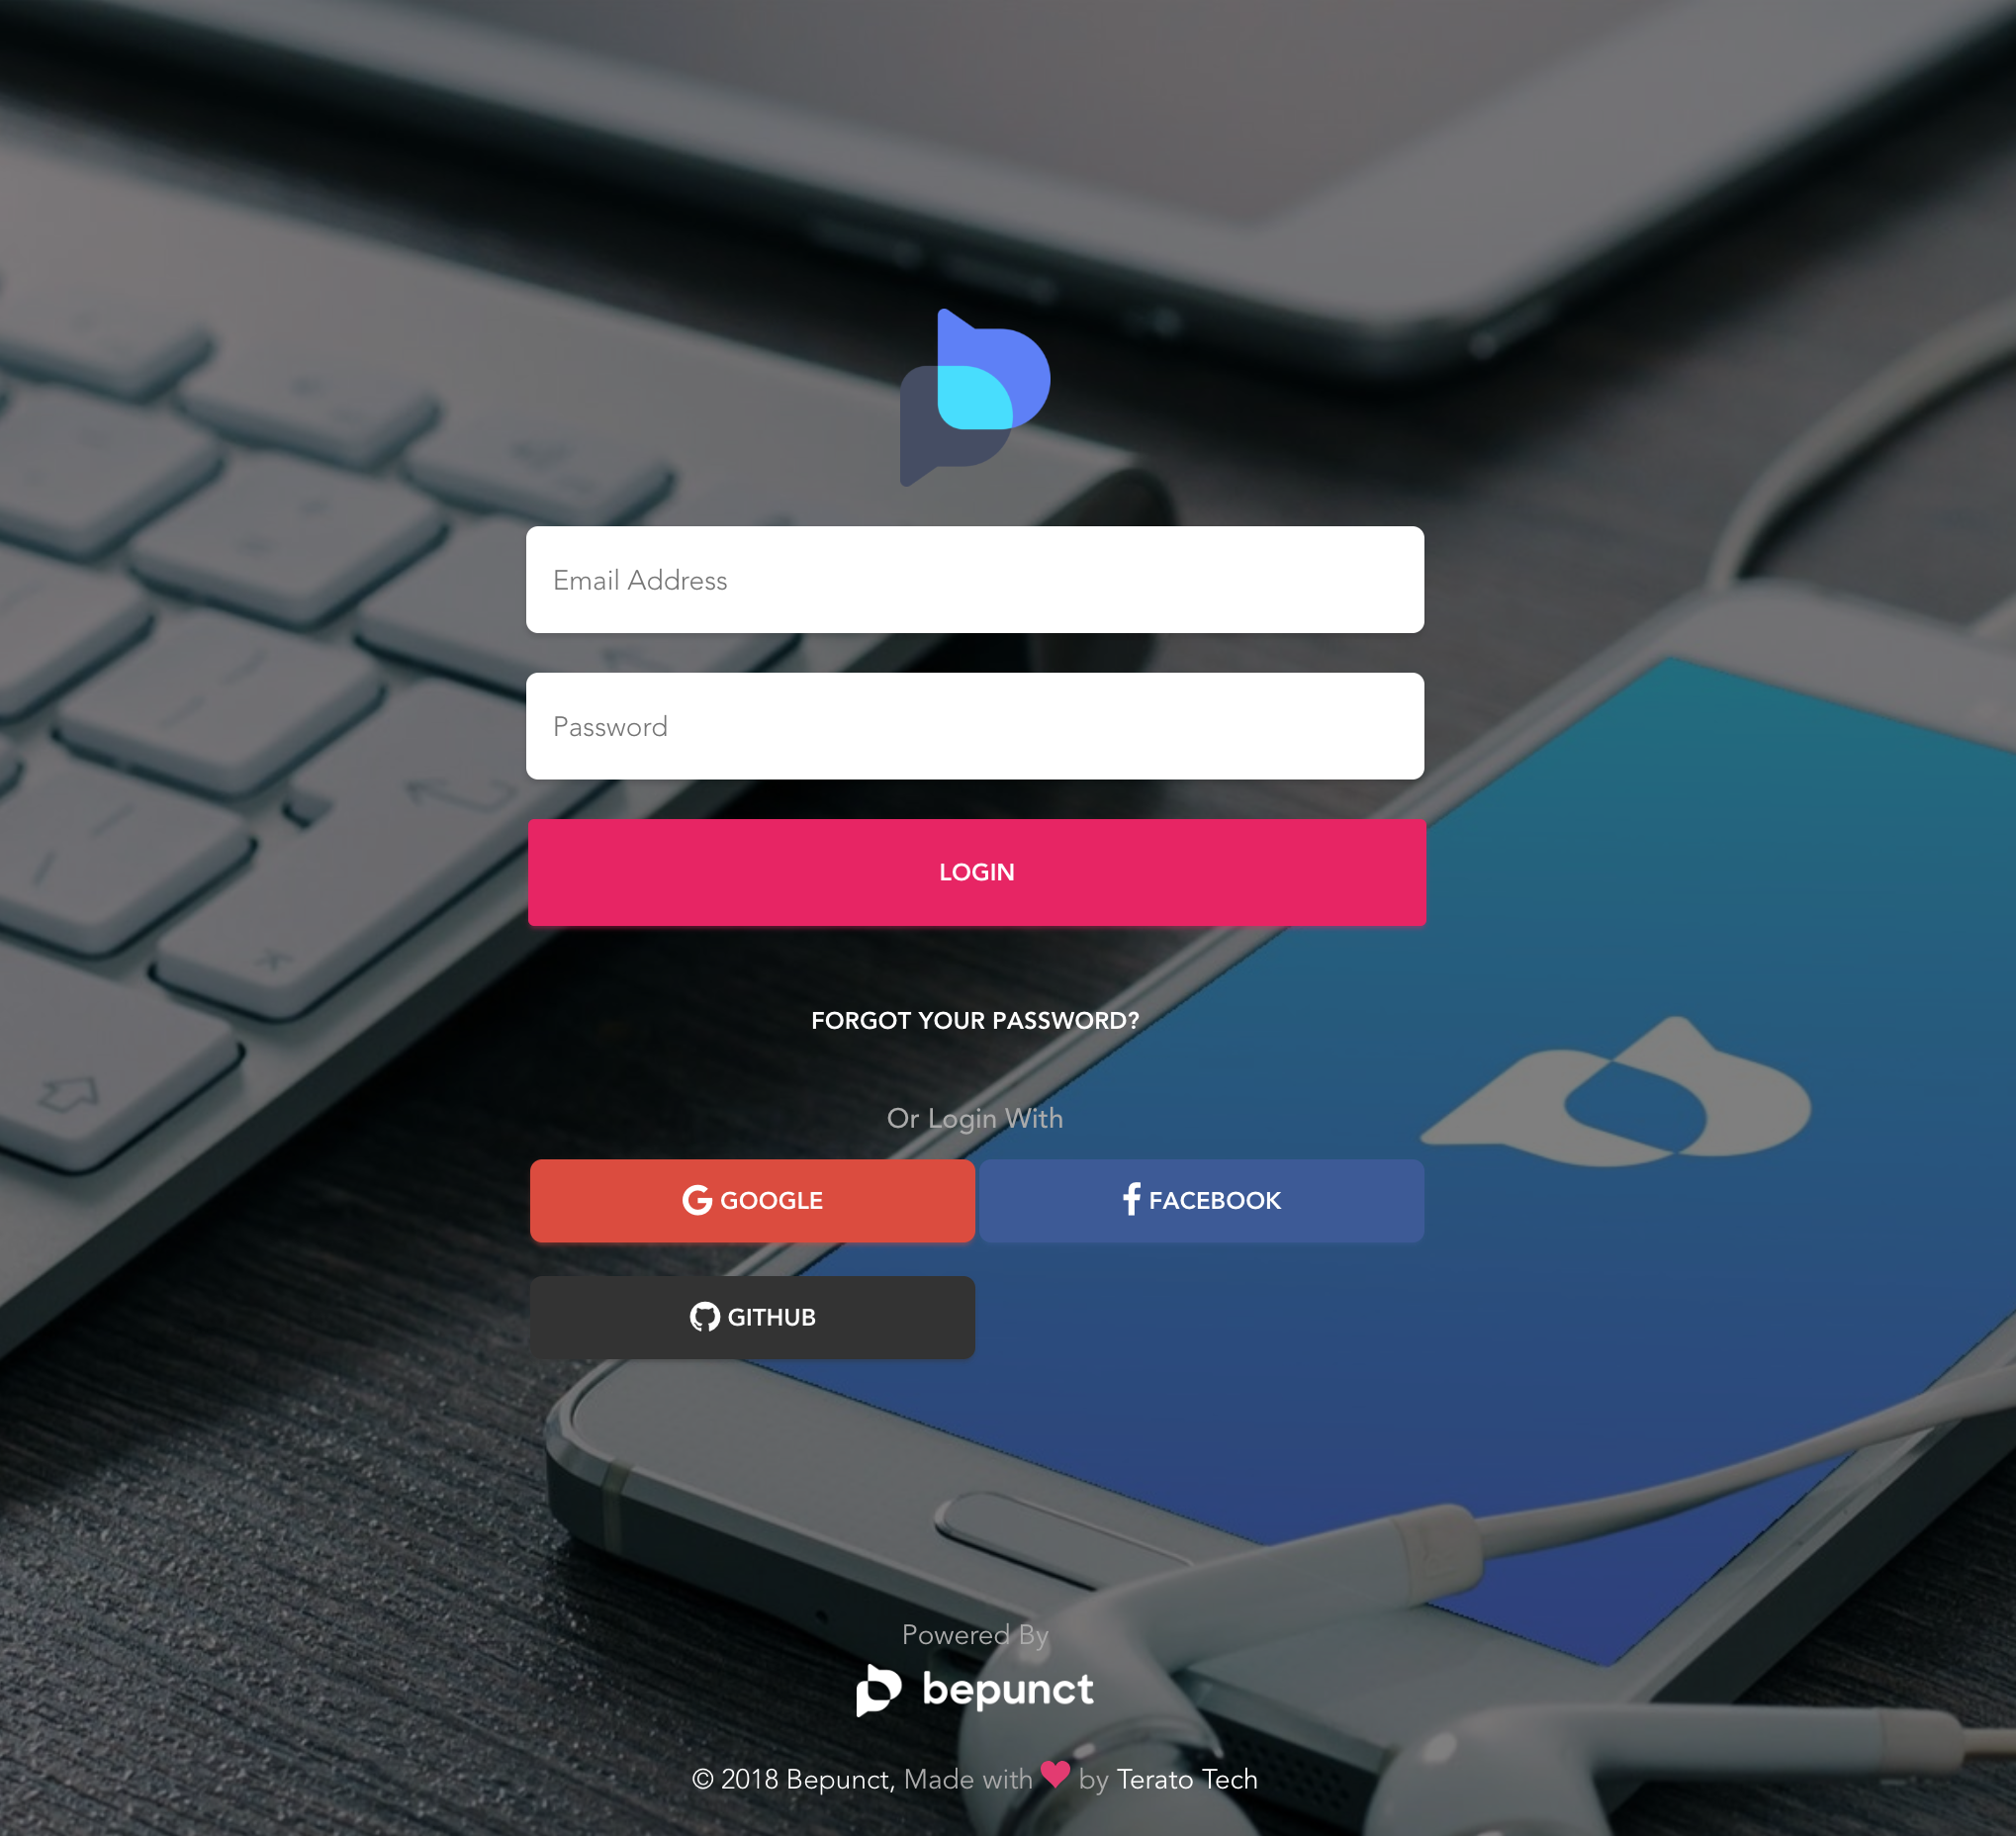 Email Address
Password
LOGIN
FORGOT YOUR PASSWORD?
Or Login With
GOOGLE
FACEBOOK
GITHUB
Powered By
bepunct
© 2018 Bepunct, Made with ♥ by Terato Tech